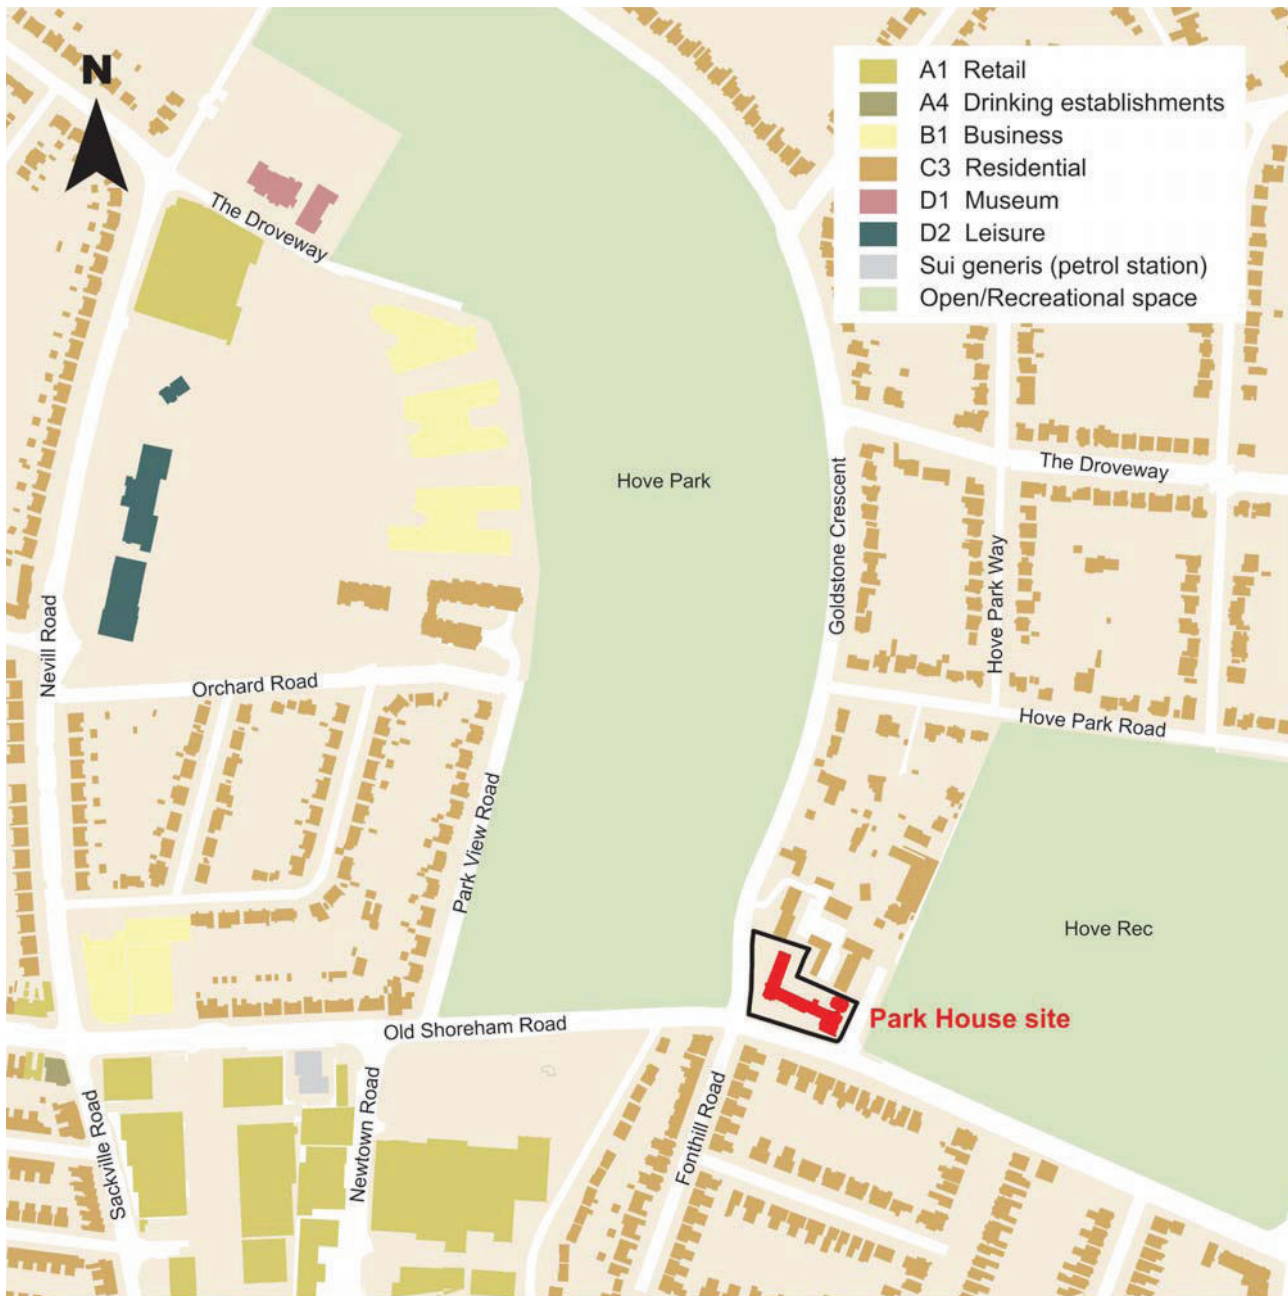 N
A1 Retail
A4 Drinking establishments
B1 Business
C3 Residential
D1 Museum
D2 Leisure
Sui generis (petrol station)
Open/Recreational space
The Droveway
Hove Park
The Droveway
Goldstone Crescent
Hove Park Way
Nevill Road
Orchard Road
Hove Park Road
Park View Road
Hove Rec
Park House site
Old Shoreham Road
Sackville Road
Newtown Road
Fonthill Road